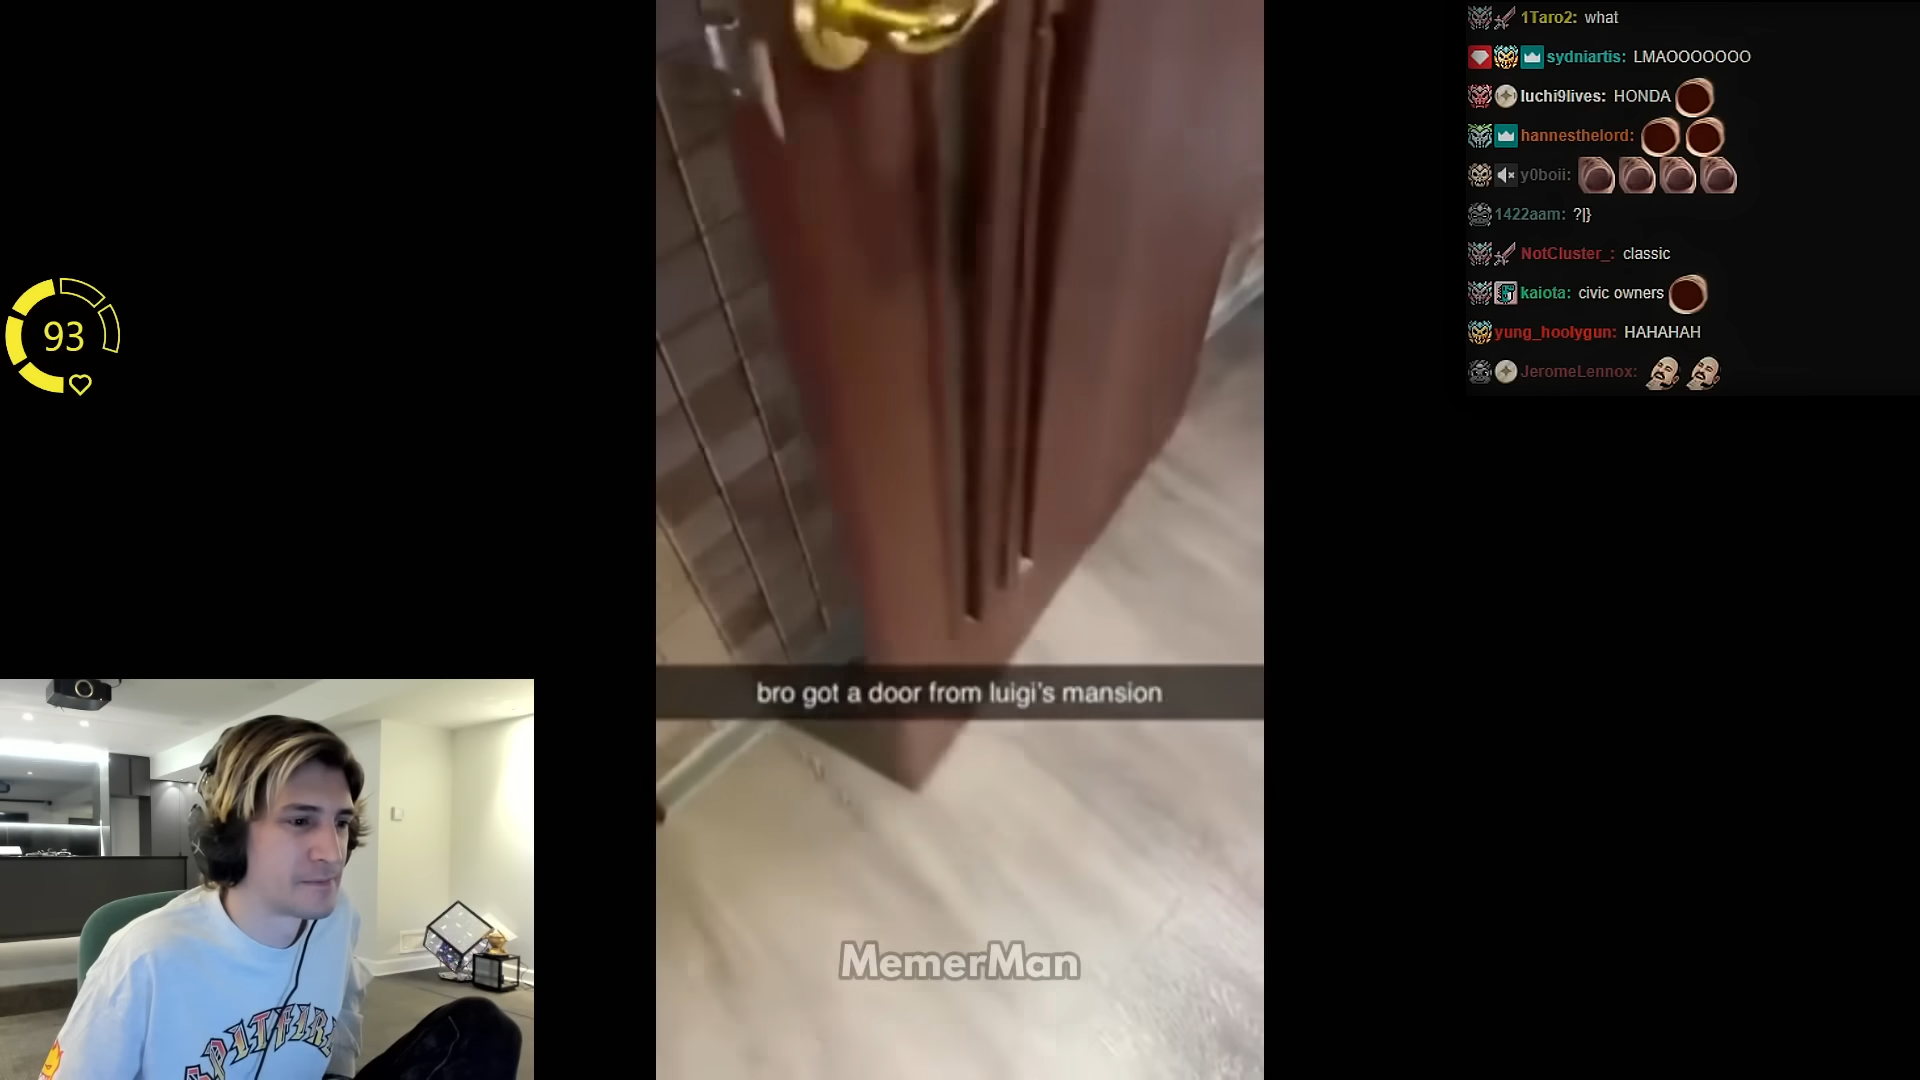 1Taro2: what
sydniartis: LMAOOOOOOO
luchi9lives: HONDA
hannesthelord:
y0boii:
1422aam: ?|}
NotCluster_: classic
kaiota: civic owners
yung_hoolygun: HAHAHAH
JeromeLennox:
93
bro got a door from luigi's mansion
MemerMan
SPITFIRE